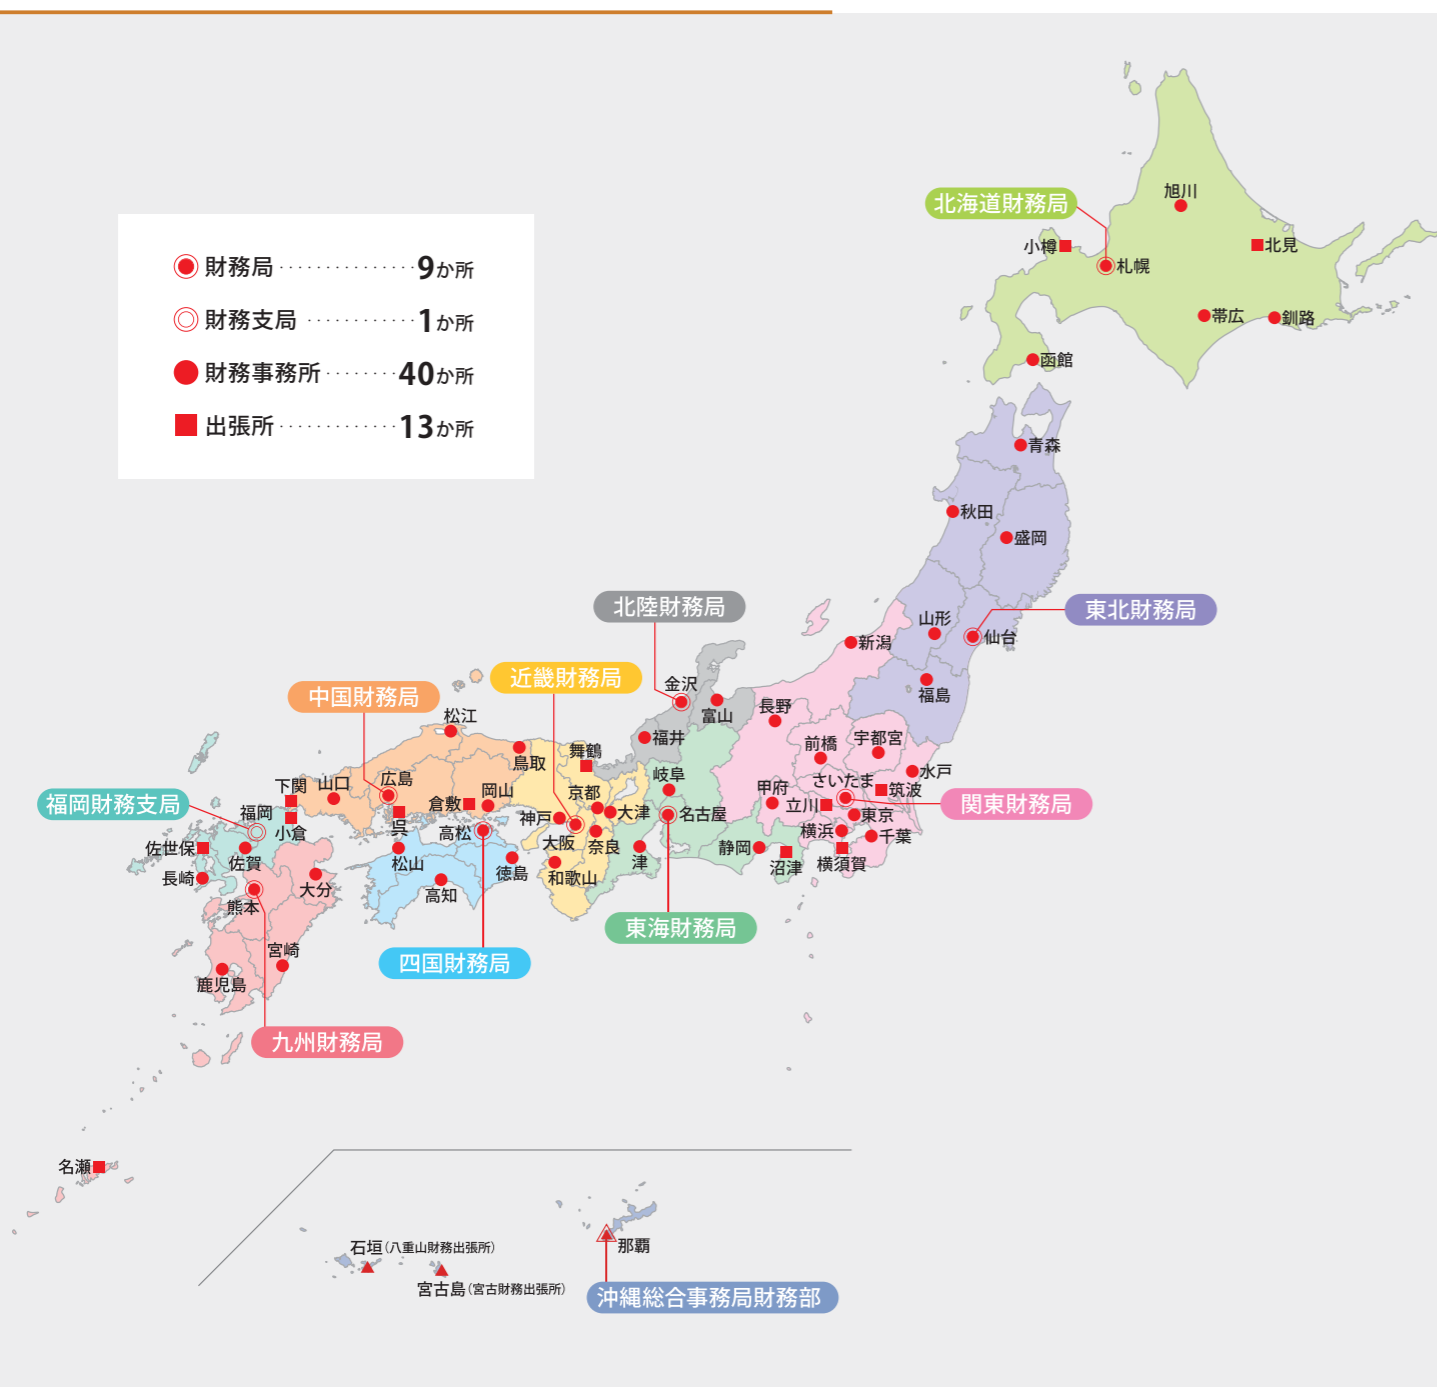 財務局 ·············· 9か所
財務支局 ··········· 1か所
財務事務所 ········ 40か所
出張所 ············· 13か所
北海道財務局
旭川
小樽
北見
札幌
帯広
釧路
函館
青森
秋田
盛岡
東北財務局
山形
仙台
福島
北陸財務局
新潟
金沢
富山
福井
近畿財務局
中国財務局
松江
鳥取
舞鶴
長野
前橋
宇都宮
水戸
さいたま
筑波
関東財務局
甲府
立川
東京
横浜
千葉
横須賀
岐阜
名古屋
静岡
沼津
津
東海財務局
京都
大津
神戸
大阪
奈良
和歌山
下関
山口
広島
岡山
倉敷
呉
高松
松山
高知
徳島
四国財務局
福岡財務支局
福岡
小倉
佐世保
佐賀
長崎
大分
熊本
宮崎
鹿児島
九州財務局
名瀬
石垣(八重山財務出張所)
宮古島(宮古財務出張所)
那覇
沖縄総合事務局財務部